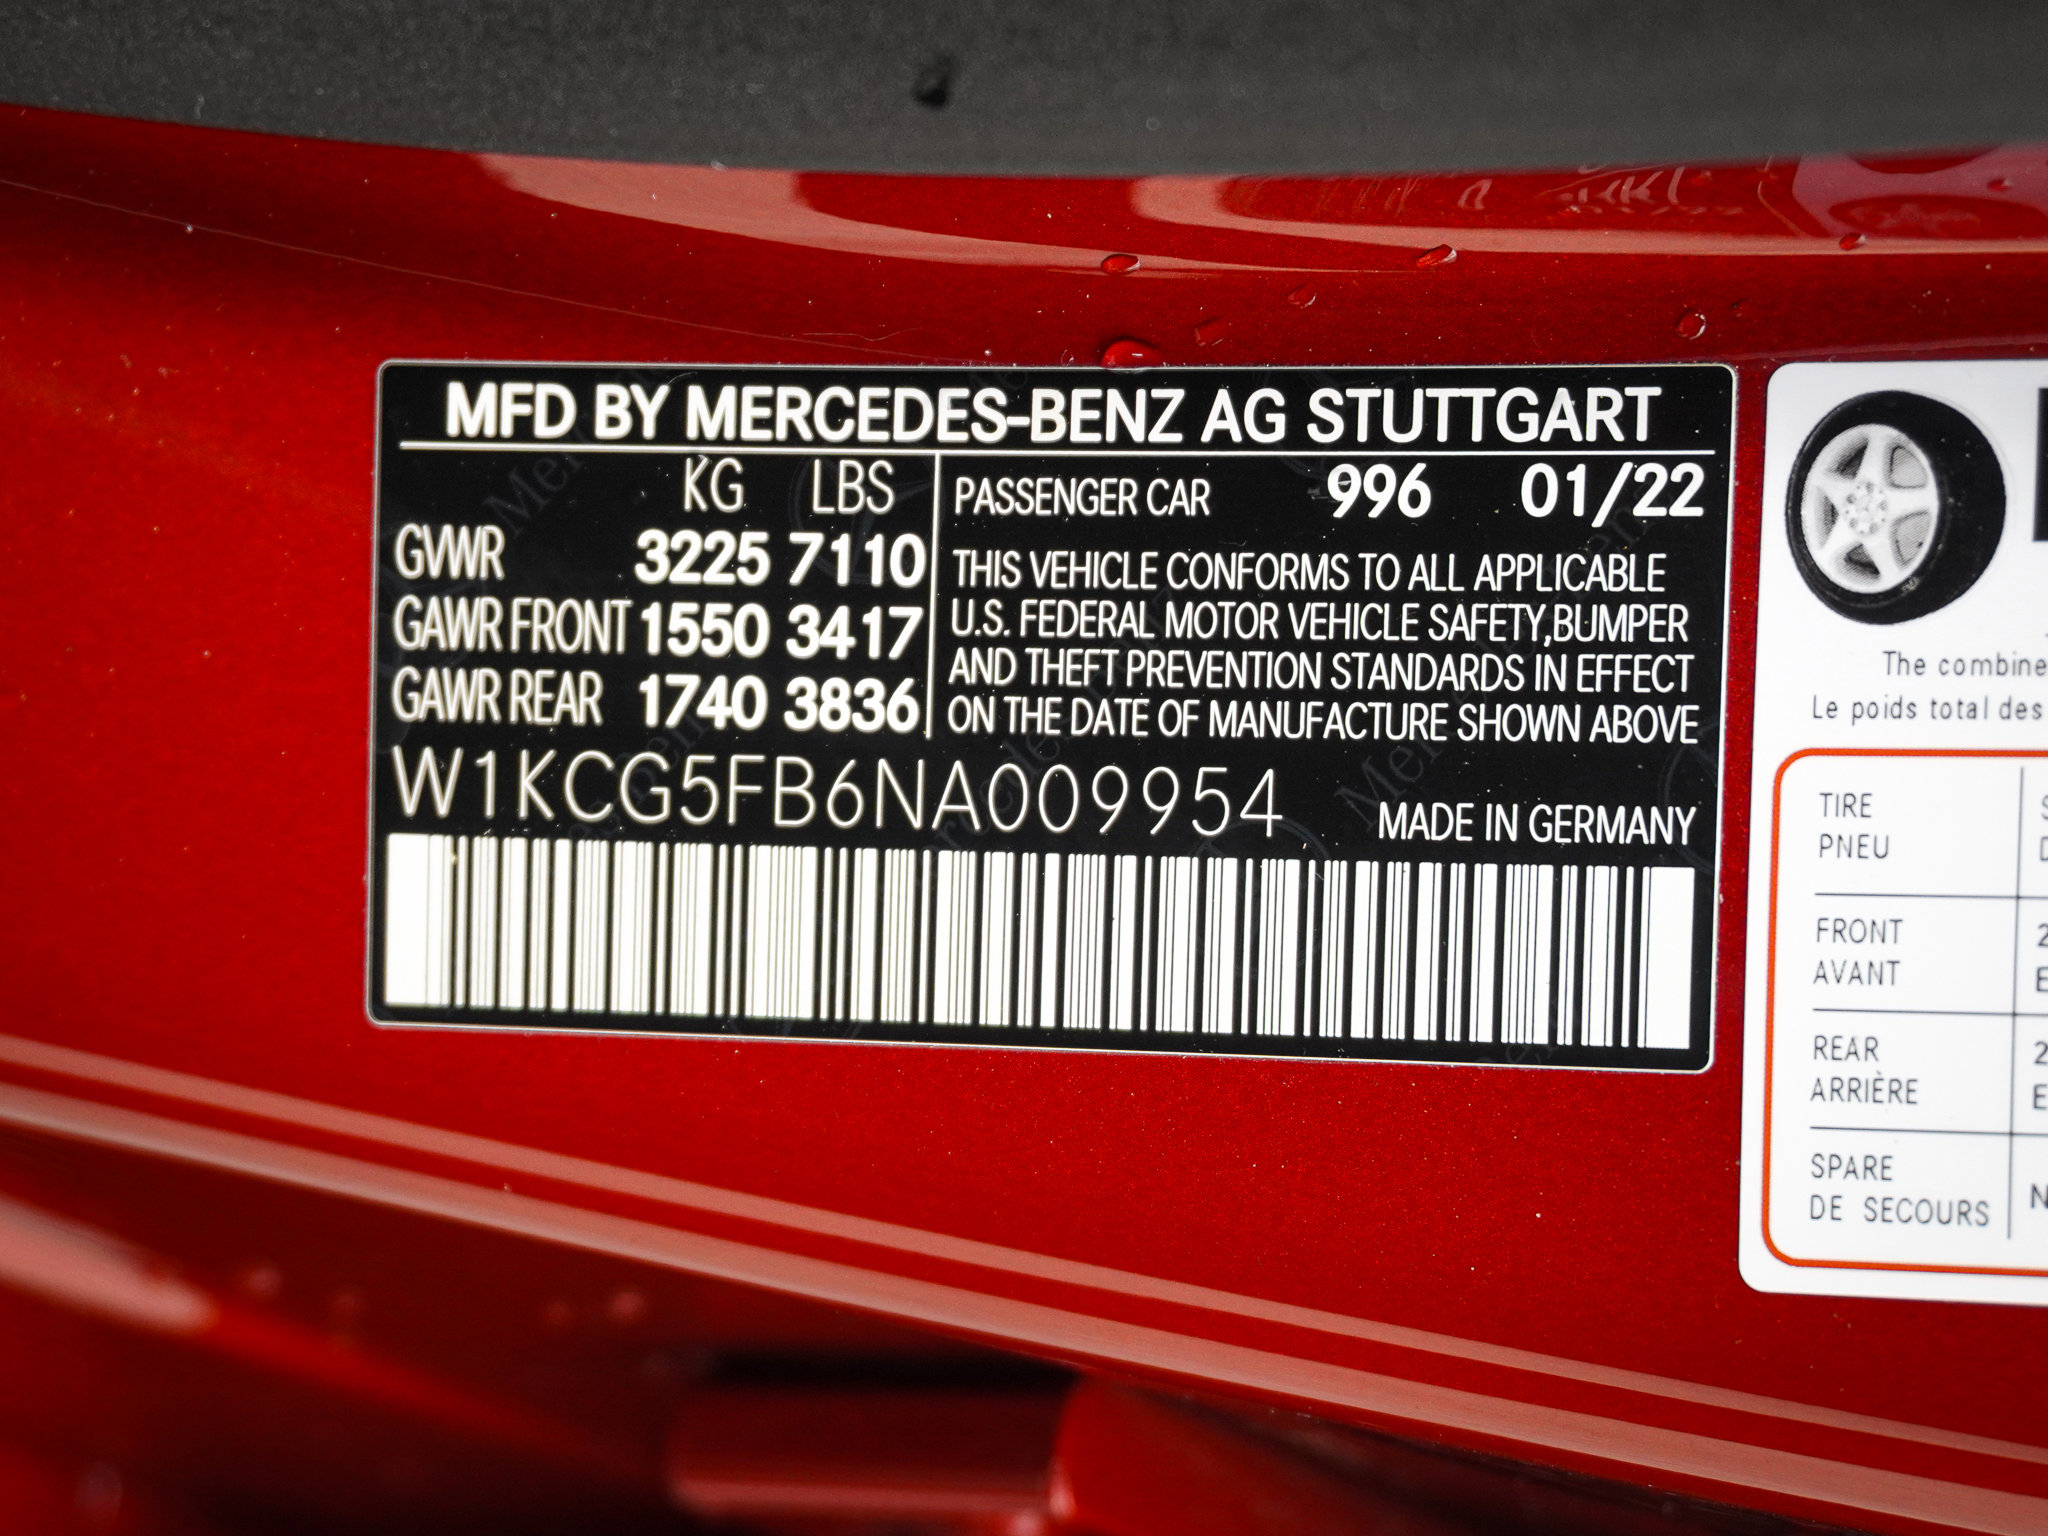 MFD BY MERCEDES-BENZ AG STUTTGART
KG LBS
GVWR 3225 7110
GAWR FRONT 1550 3417
GAWR REAR 1740 3836
PASSENGER CAR 996 01/22
THIS VEHICLE CONFORMS TO ALL APPLICABLE
U.S. FEDERAL MOTOR VEHICLE SAFETY,BUMPER
AND THEFT PREVENTION STANDARDS IN EFFECT
ON THE DATE OF MANUFACTURE SHOWN ABOVE
W1KCG5FB6NA009954
MADE IN GERMANY
The
Le poids total des
TIRE
PNEU
FRONT
AVANT
REAR
ARRIÈRE
SPARE
DE SECOURS